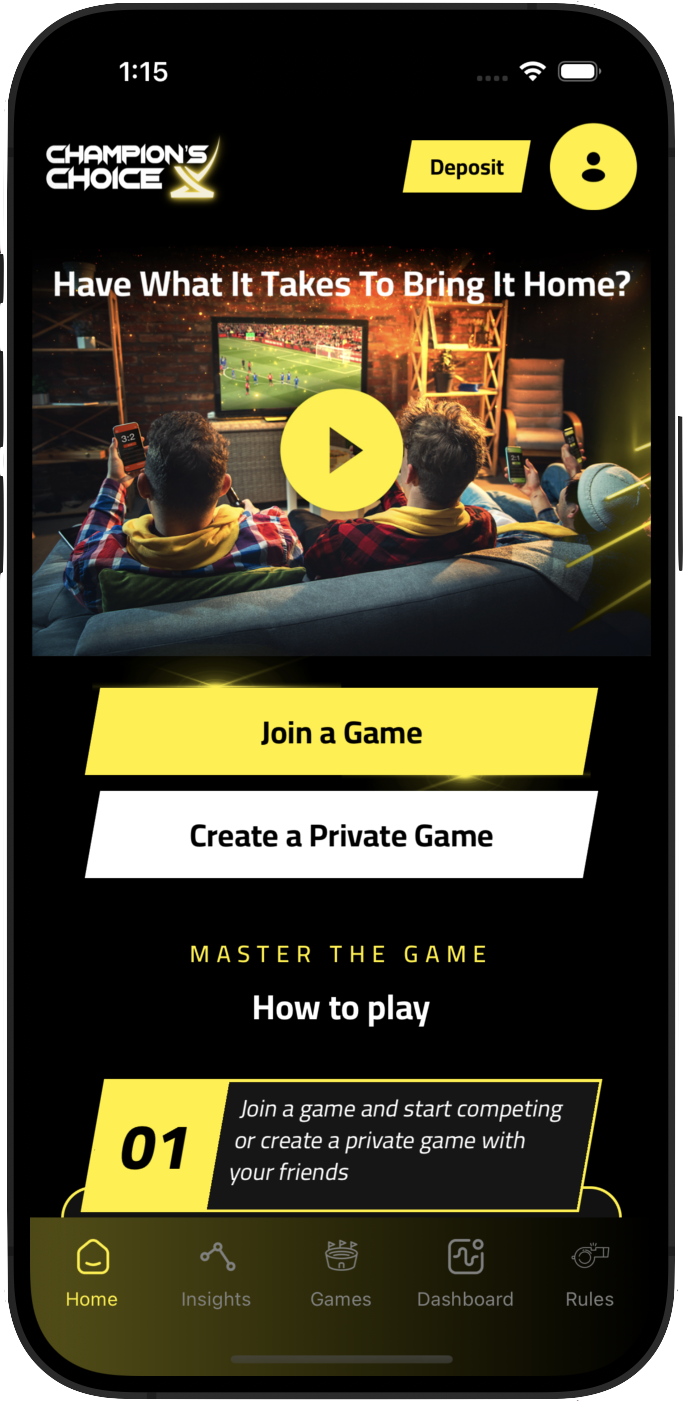 1:15
CHAMPION'S
CHOICE
Deposit
Have What It Takes To Bring It Home?
3:2
Join a Game
Create a Private Game
MASTER THE GAME
How to play
01
Join a game and start competing
or create a private game with
your friends
Home
Insights
Games
Dashboard
Rules